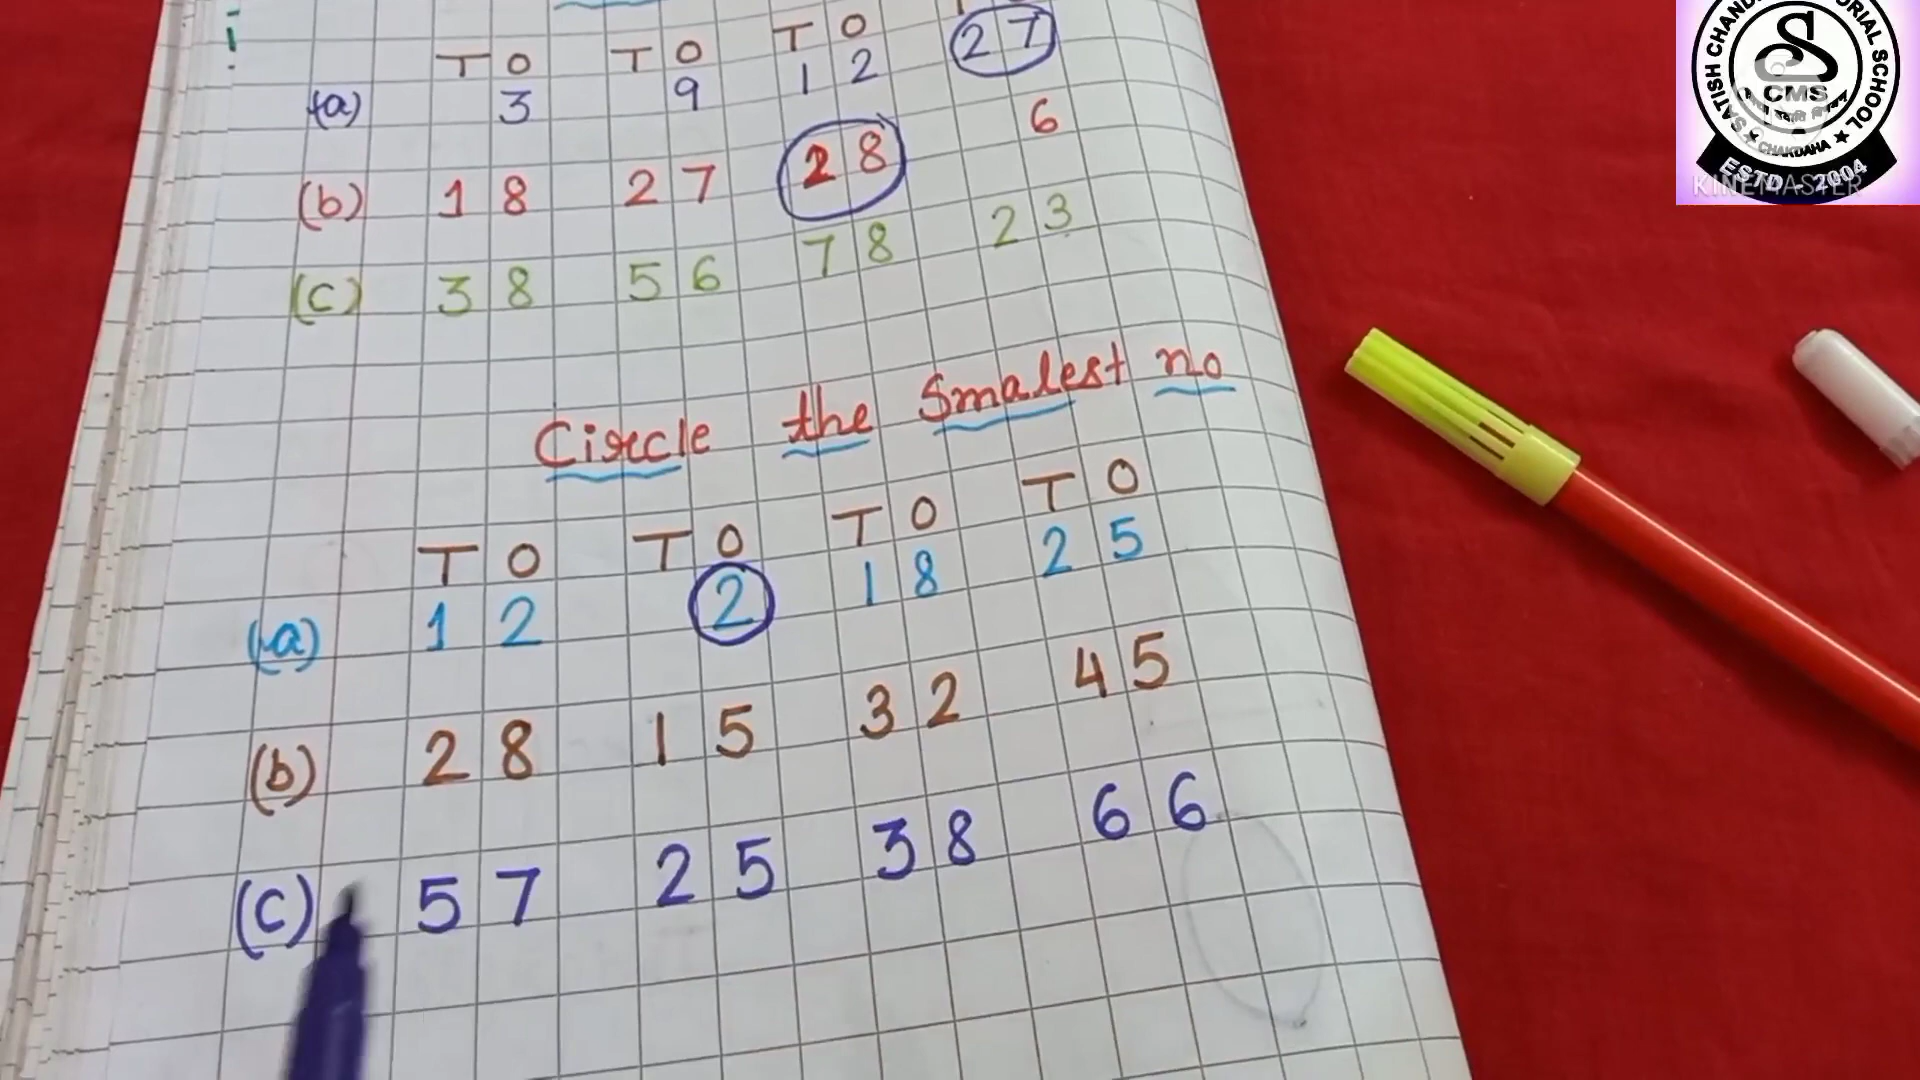 T O T O T O
(a) 3 9 1 2 2 7
(b) 1 8 2 7 2 8 6
(c) 3 8 5 6 7 8 2 3
Circle the Smalest no
T O T O T O T O
(a) 1 2 2 1 8 2 5
(b) 2 8 1 5 3 2 4 5
(c) 5 7 2 5 3 8 6 6
S
CMS
CHAKDAHA
ESTD - 2004
KINEMASTER